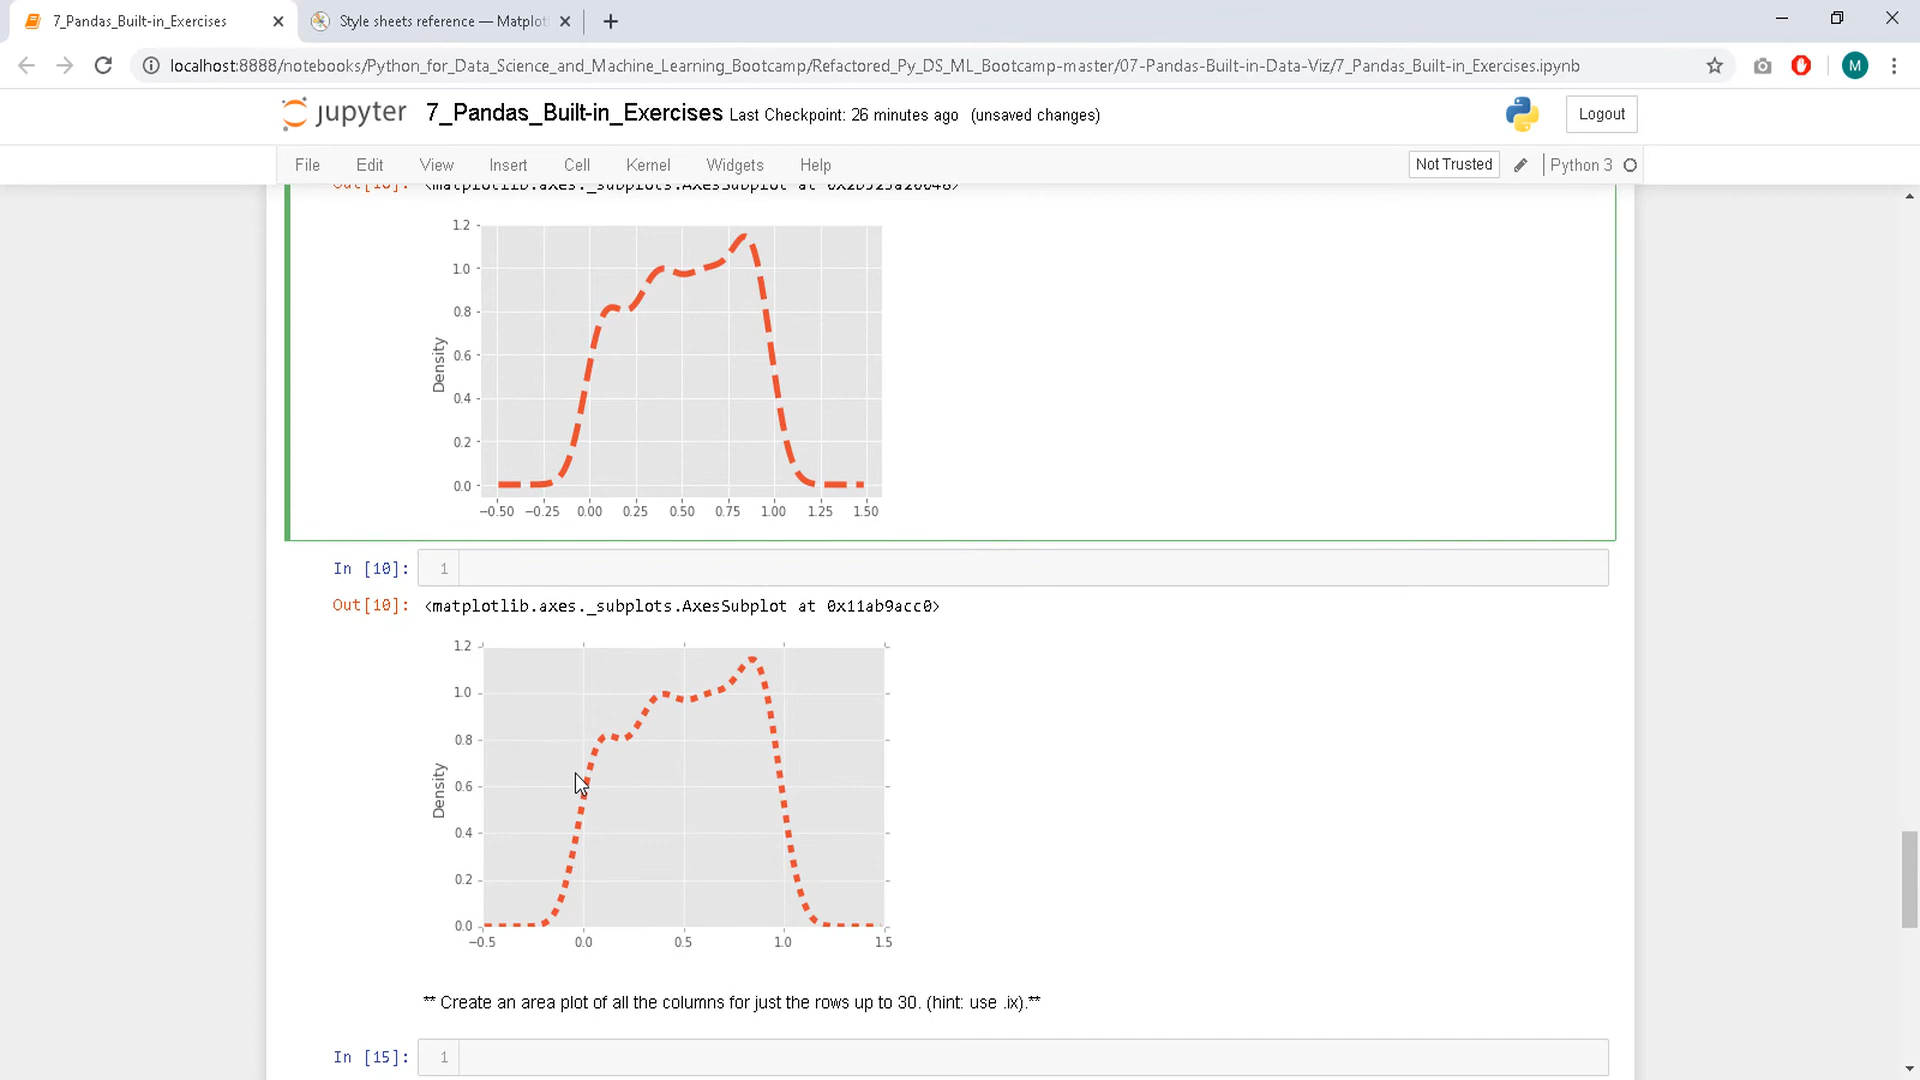 7_Pandas_Built-in_Exercises
Style sheets reference — Matplot
localhost:8888/notebooks/Python_for_Data_Science_and_Machine_Learning_Bootcamp/Refactored_Py_DS_ML_Bootcamp-master/07-Pandas-Built-in-Data-Viz/7_Pandas_Built-in_Exercises.ipynb
M
jupyter 7_Pandas_Built-in_Exercises Last Checkpoint: 26 minutes ago (unsaved changes)
Logout
File Edit View Insert Cell Kernel Widgets Help
Not Trusted Python 3
<matplotlib.axes._subplots.AxesSubplot at
1.2
1.0
0.8
0.6
0.4
0.2
0.0
Density
−0.50 −0.25 0.00 0.25 0.50 0.75 1.00 1.25 1.50
In [10]: 1
Out[10]: <matplotlib.axes._subplots.AxesSubplot at 0x11ab9acc0>
1.2
1.0
0.8
0.6
0.4
0.2
0.0
Density
−0.5 0.0 0.5 1.0 1.5
** Create an area plot of all the columns for just the rows up to 30. (hint: use .ix).**
In [15]: 1